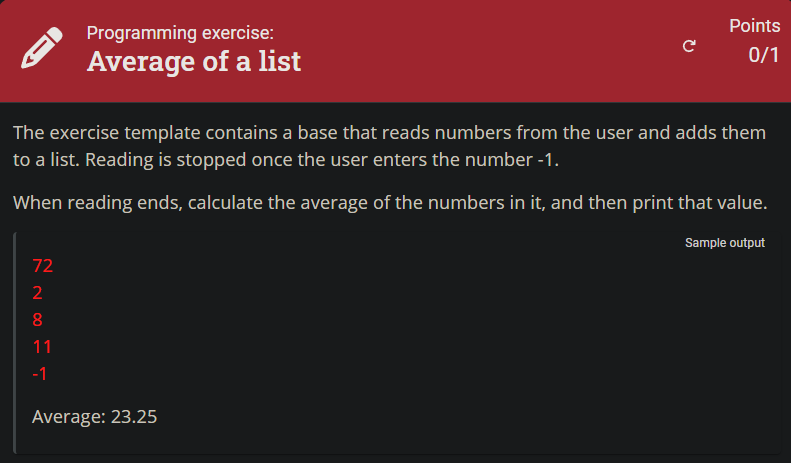 Programming exercise:
Points
Average of a list
0/1
The exercise template contains a base that reads numbers from the user and adds them
to a list. Reading is stopped once the user enters the number -1.
When reading ends, calculate the average of the numbers in it, and then print that value.
Sample output
72
2
8
11
-1
Average: 23.25